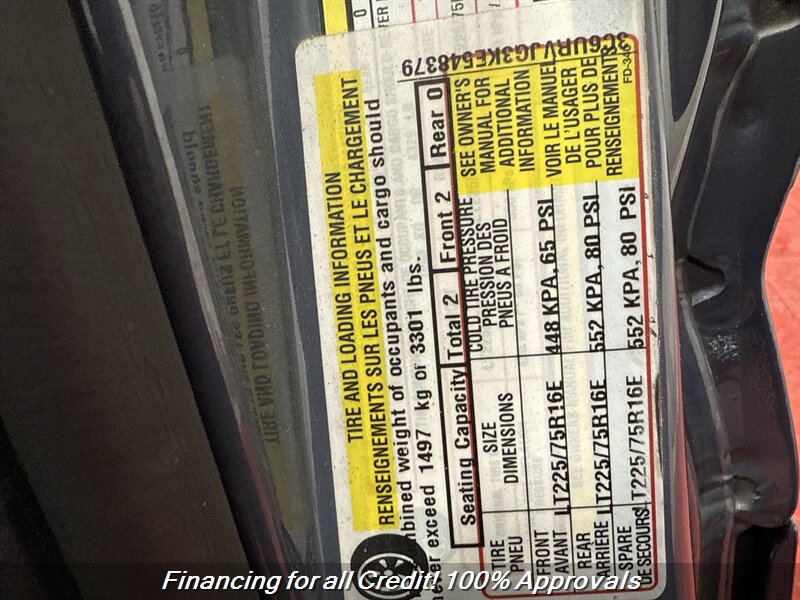 3C6URVJG3KE548379
FD-346
TIRE AND LOADING INFORMATION
RENSEIGNEMENTS SUR LES PNEUS ET LE CHARGEMENT
mbined weight of occupants and cargo should
never exceed 1497 kg or 3301 lbs.
Seating Capacity Total 2 Front 2 Rear 0
TIRE SIZE COLD TIRE PRESSURE SEE OWNER'S
PNEU DIMENSIONS PRESSION DES MANUAL FOR
PNEUS À FROID ADDITIONAL
INFORMATION
FRONT
AVANT LT225/75R16E 448 KPA, 65 PSI VOIR LE MANUEL
DE L'USAGER
REAR
ARRIÈRE LT225/75R16E 552 KPA, 80 PSI POUR PLUS DE
RENSEIGNEMENTS
SPARE
DE SECOURS LT225/75R16E 552 KPA, 80 PSI
Financing for all Credit! 100% Approvals